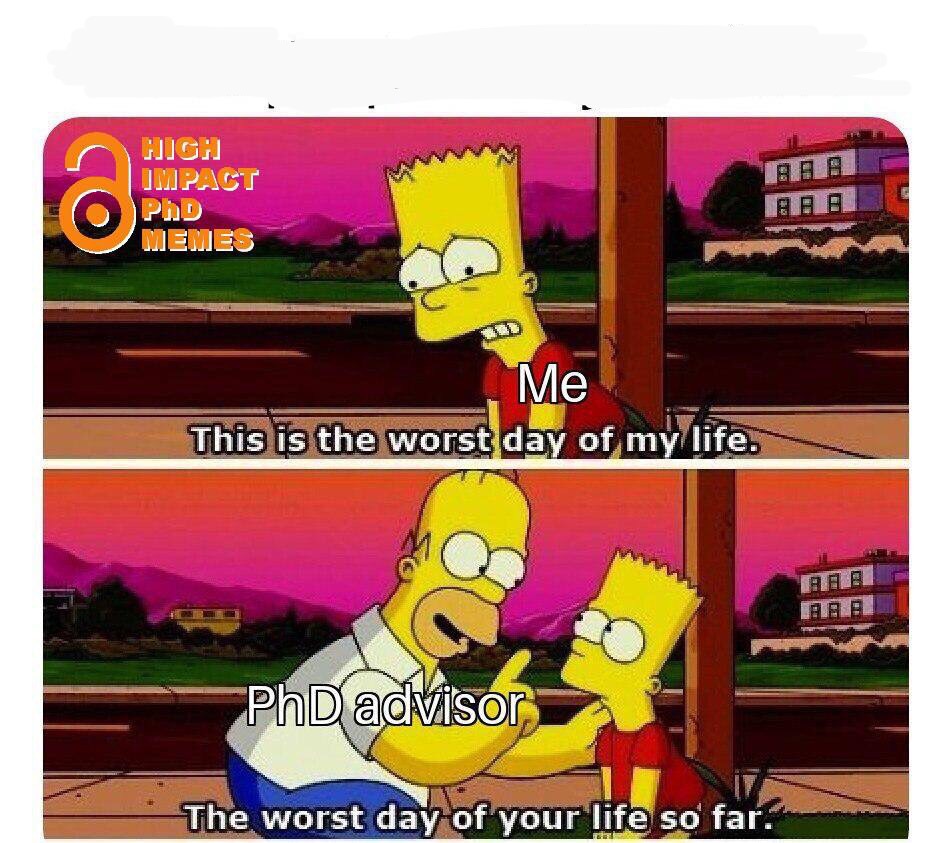 HIGH
IMPACT
PhD
MEMES
Me
This is the worst day of my life.
PhD advisor
The worst day of your life so far.